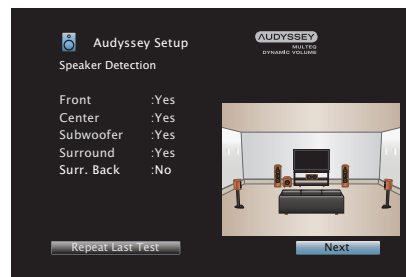 Audyssey Setup
AUDYSSEY
MULTEQ
DYNAMIC VOLUME
Speaker Detection
Front :Yes
Center :Yes
Subwoofer :Yes
Surround :Yes
Surr. Back :No
Repeat Last Test
Next